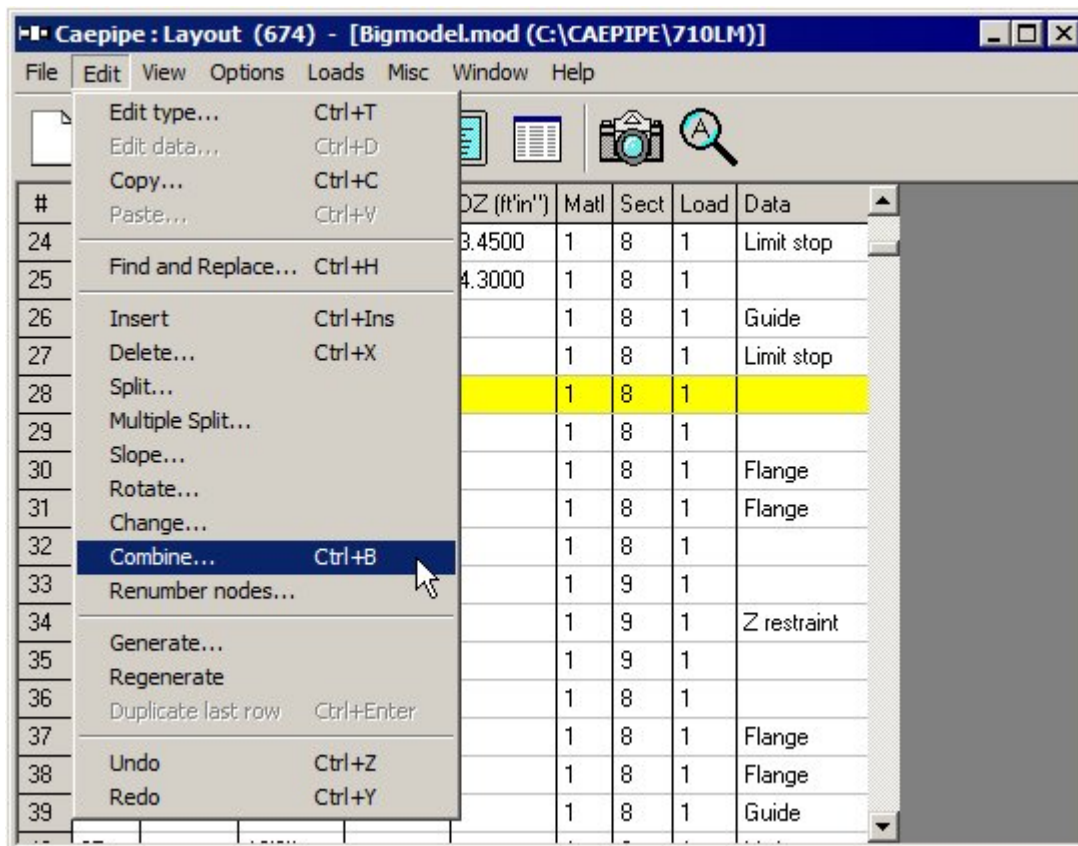 Caepipe : Layout (674) - [Bigmodel.mod (C:\CAEPIPE\710LM)]
File Edit View Options Loads Misc Window Help
Edit type... Ctrl+T
Edit data... Ctrl+D
Copy... Ctrl+C
Paste... Ctrl+V
Find and Replace... Ctrl+H
Insert Ctrl+Ins
Delete... Ctrl+X
Split...
Multiple Split...
Slope...
Rotate...
Change...
Combine... Ctrl+B
Renumber nodes...
Generate...
Regenerate
Duplicate last row Ctrl+Enter
Undo Ctrl+Z
Redo Ctrl+Y
A
# DZ (ft'in") Matl Sect Load Data
24 3.4500 1 8 1 Limit stop
25 4.3000 1 8 1
26 1 8 1 Guide
27 1 8 1 Limit stop
28 1 8 1
29 1 8 1
30 1 8 1 Flange
31 1 8 1 Flange
32 1 8 1
33 1 9 1
34 1 9 1 Z restraint
35 1 9 1
36 1 8 1
37 1 8 1 Flange
38 1 8 1 Flange
39 1 8 1 Guide